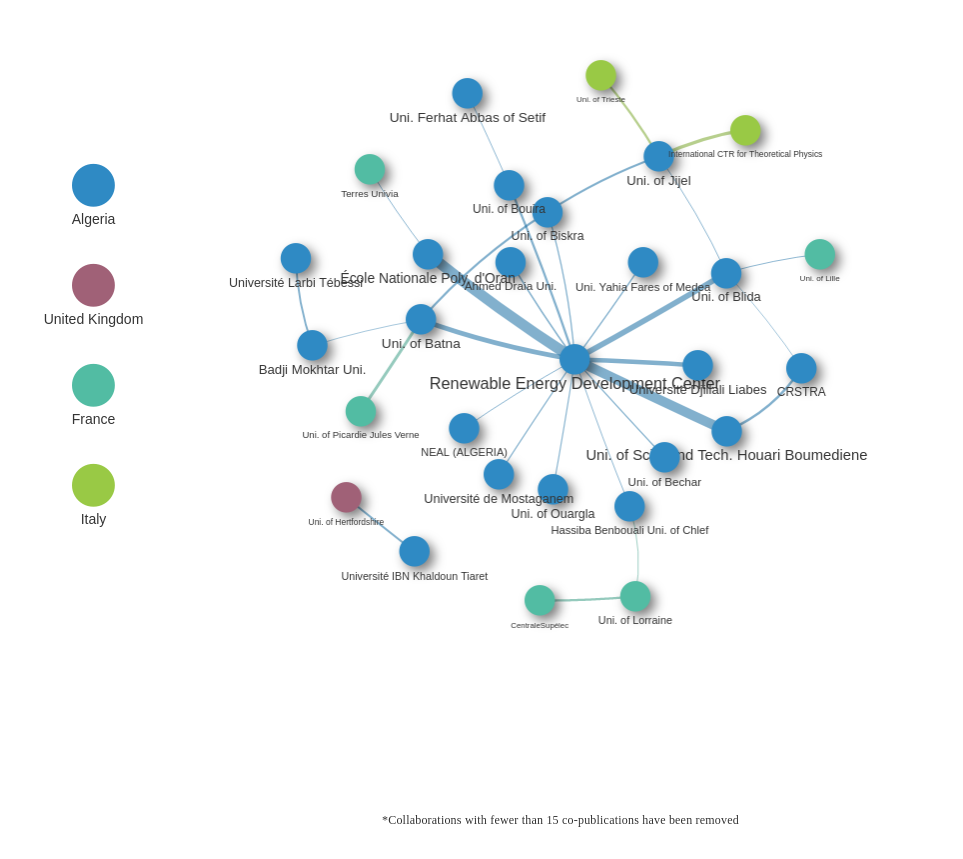 Algeria
United Kingdom
France
Italy
Uni. of Trieste
Uni. Ferhat Abbas of Setif
International CTR for Theoretical Physics
Uni. of Jijel
Terres Univia
Uni. of Bouira
Uni. of Biskra
Université Larbi Tébessi
École Nationale Poly. d'Oran
Ahmed Draia Uni.
Uni. Yahia Fares of Medea
Uni. of Lille
Uni. of Blida
Uni. of Batna
Badji Mokhtar Uni.
Renewable Energy Development Center
Université Djillali Liabes
CRSTRA
Uni. of Picardie Jules Verne
NEAL (ALGERIA)
Uni. of Sc. and Tech. Houari Boumediene
Uni. of Bechar
Université de Mostaganem
Uni. of Ouargla
Uni. of Hertfordshire
Hassiba Benbouali Uni. of Chlef
Université IBN Khaldoun Tiaret
CentraleSupélec
Uni. of Lorraine
*Collaborations with fewer than 15 co-publications have been removed